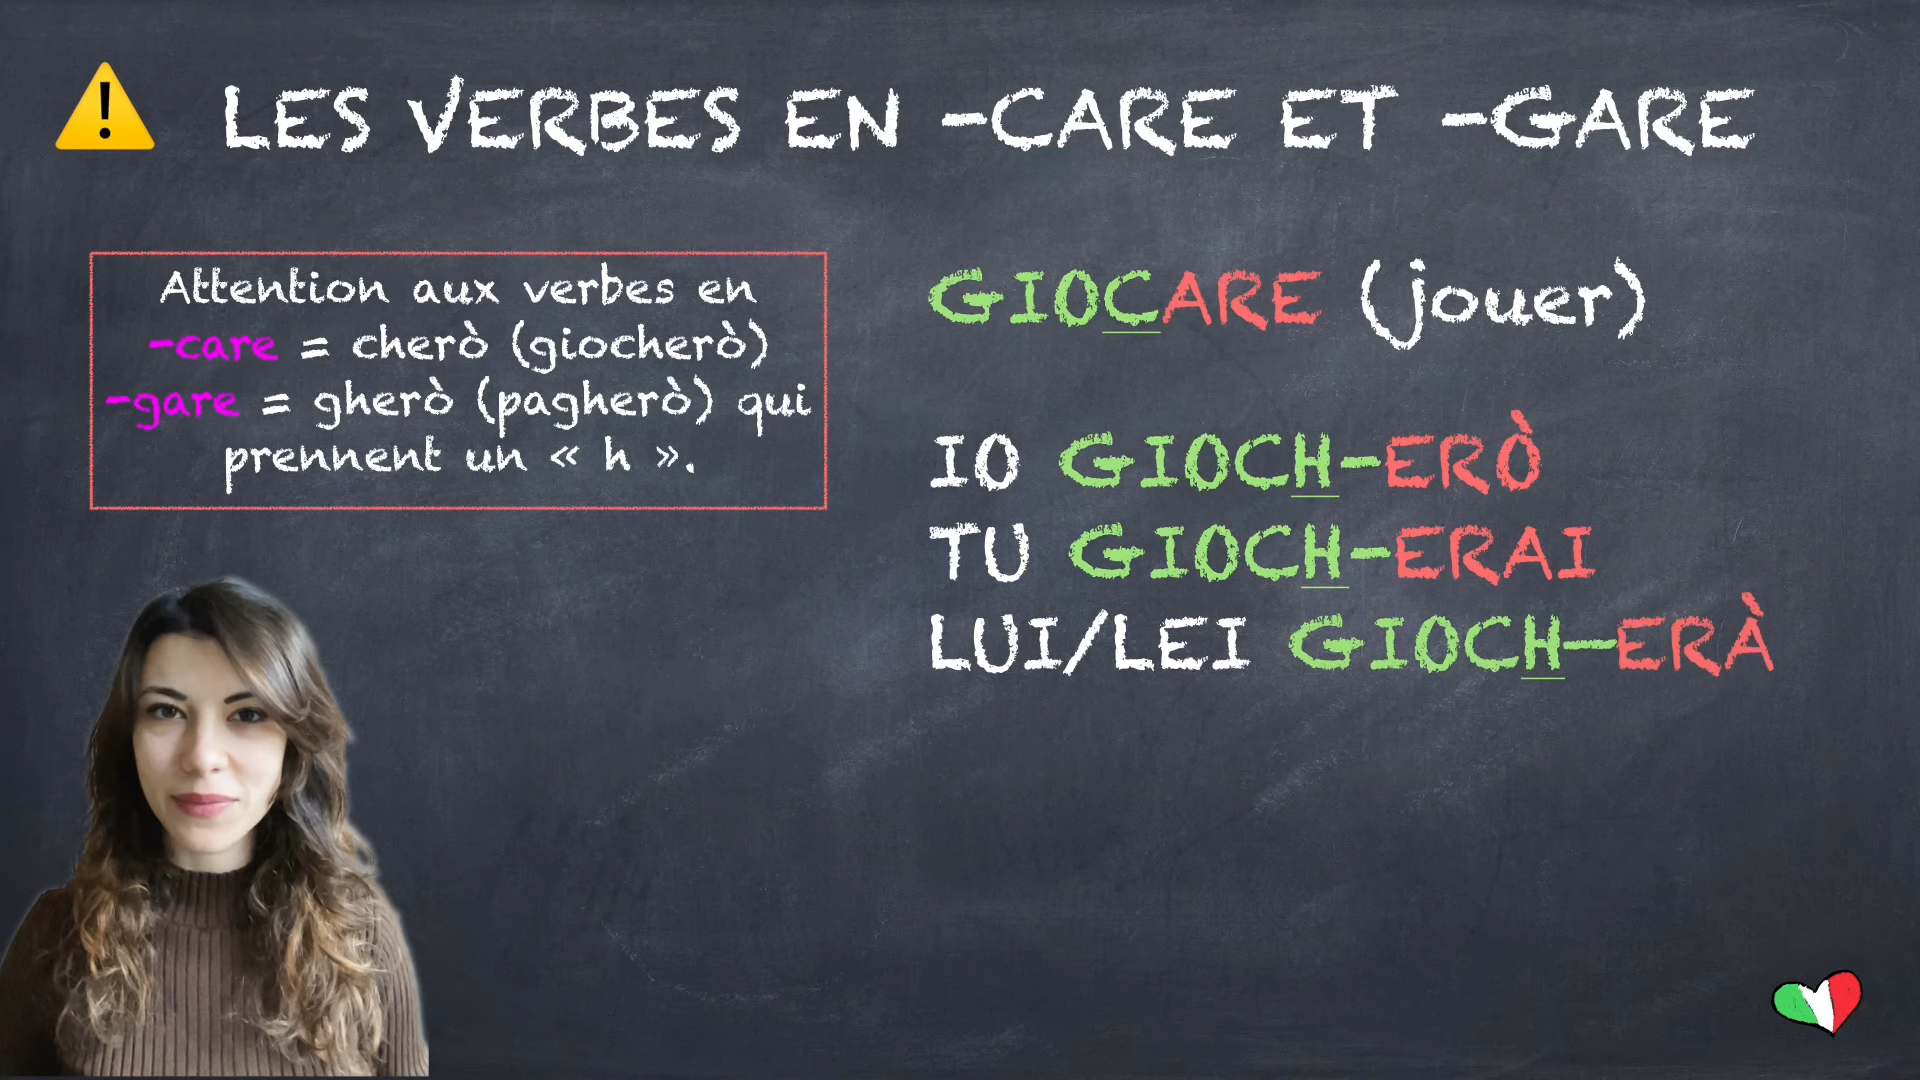 LES VERBES EN -CARE ET -GARE
Attention aux verbes en
-care = cherò (giocherò)
-gare = gherò (pagherò) qui
prennent un « h ».
GIOCARE (jouer)
IO GIOCH-ERÒ
TU GIOCH-ERAI
LUI/LEI GIOCH–ERÀ